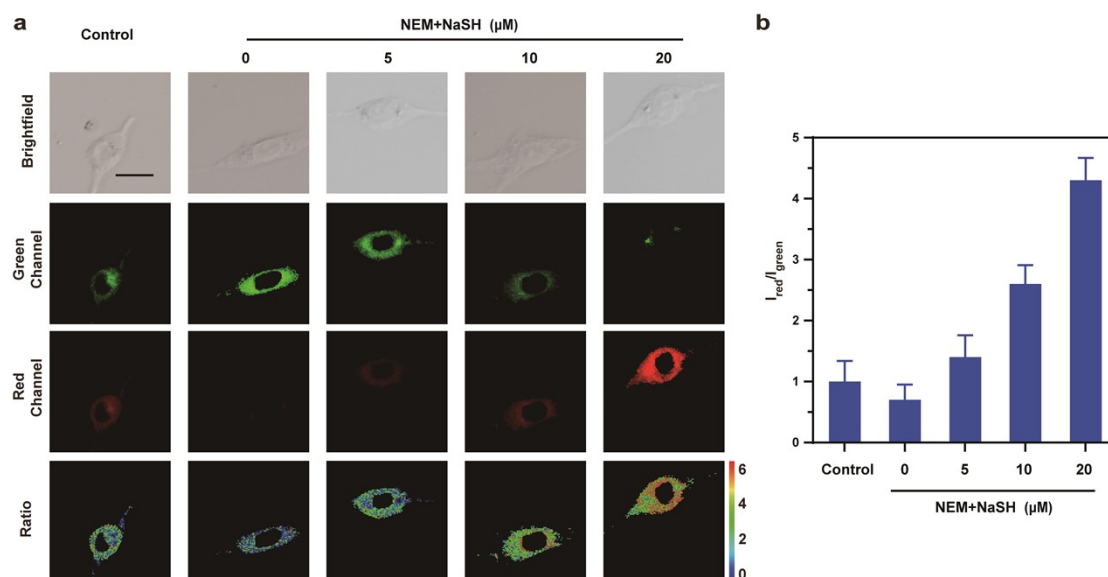 a
Control
NEM+NaSH (μM)
0
5
10
20
Brightfield
Green
Channel
Red
Channel
Ratio
6
4
2
0
b
Ired/Igreen
5
4
3
2
1
0
Control
0
5
10
20
NEM+NaSH (μM)